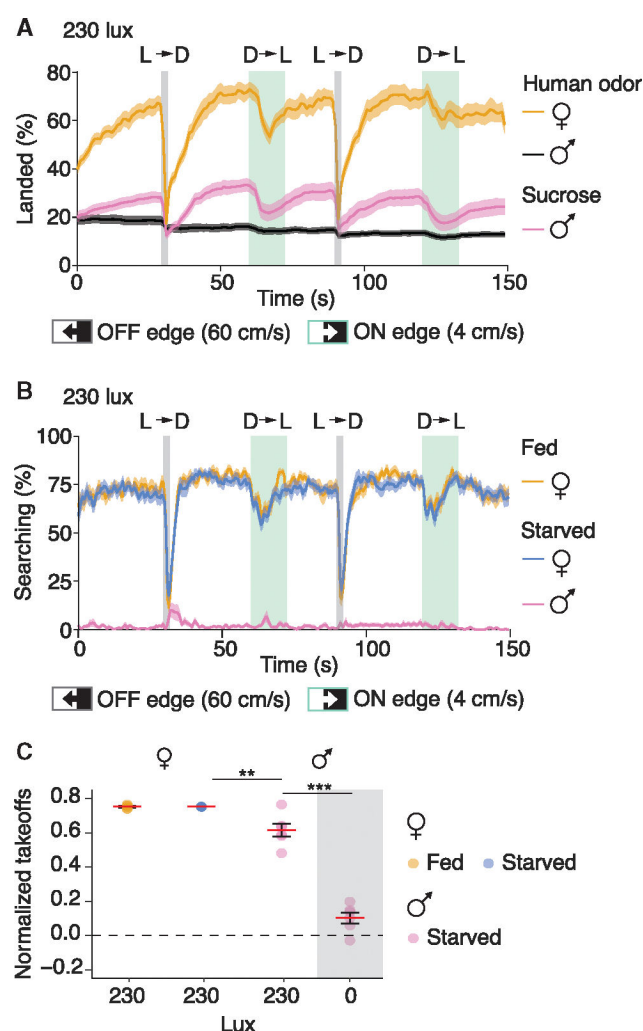 A
230 lux
L→D D→L L→D D→L
Landed (%)
80
60
40
20
0
0 50 100 150
Time (s)
Human odor
♀
♂
Sucrose
♂
OFF edge (60 cm/s) ON edge (4 cm/s)
B
230 lux
L→D D→L L→D D→L
Searching (%)
100
75
50
25
0
0 50 100 150
Time (s)
Fed
♀
Starved
♀
♂
OFF edge (60 cm/s) ON edge (4 cm/s)
C
♀ ♂
** 
***
Normalized takeoffs
0.8
0.6
0.4
0.2
0.0
−0.2
230 230 230 0
Lux
♀
Fed Starved
♂
Starved